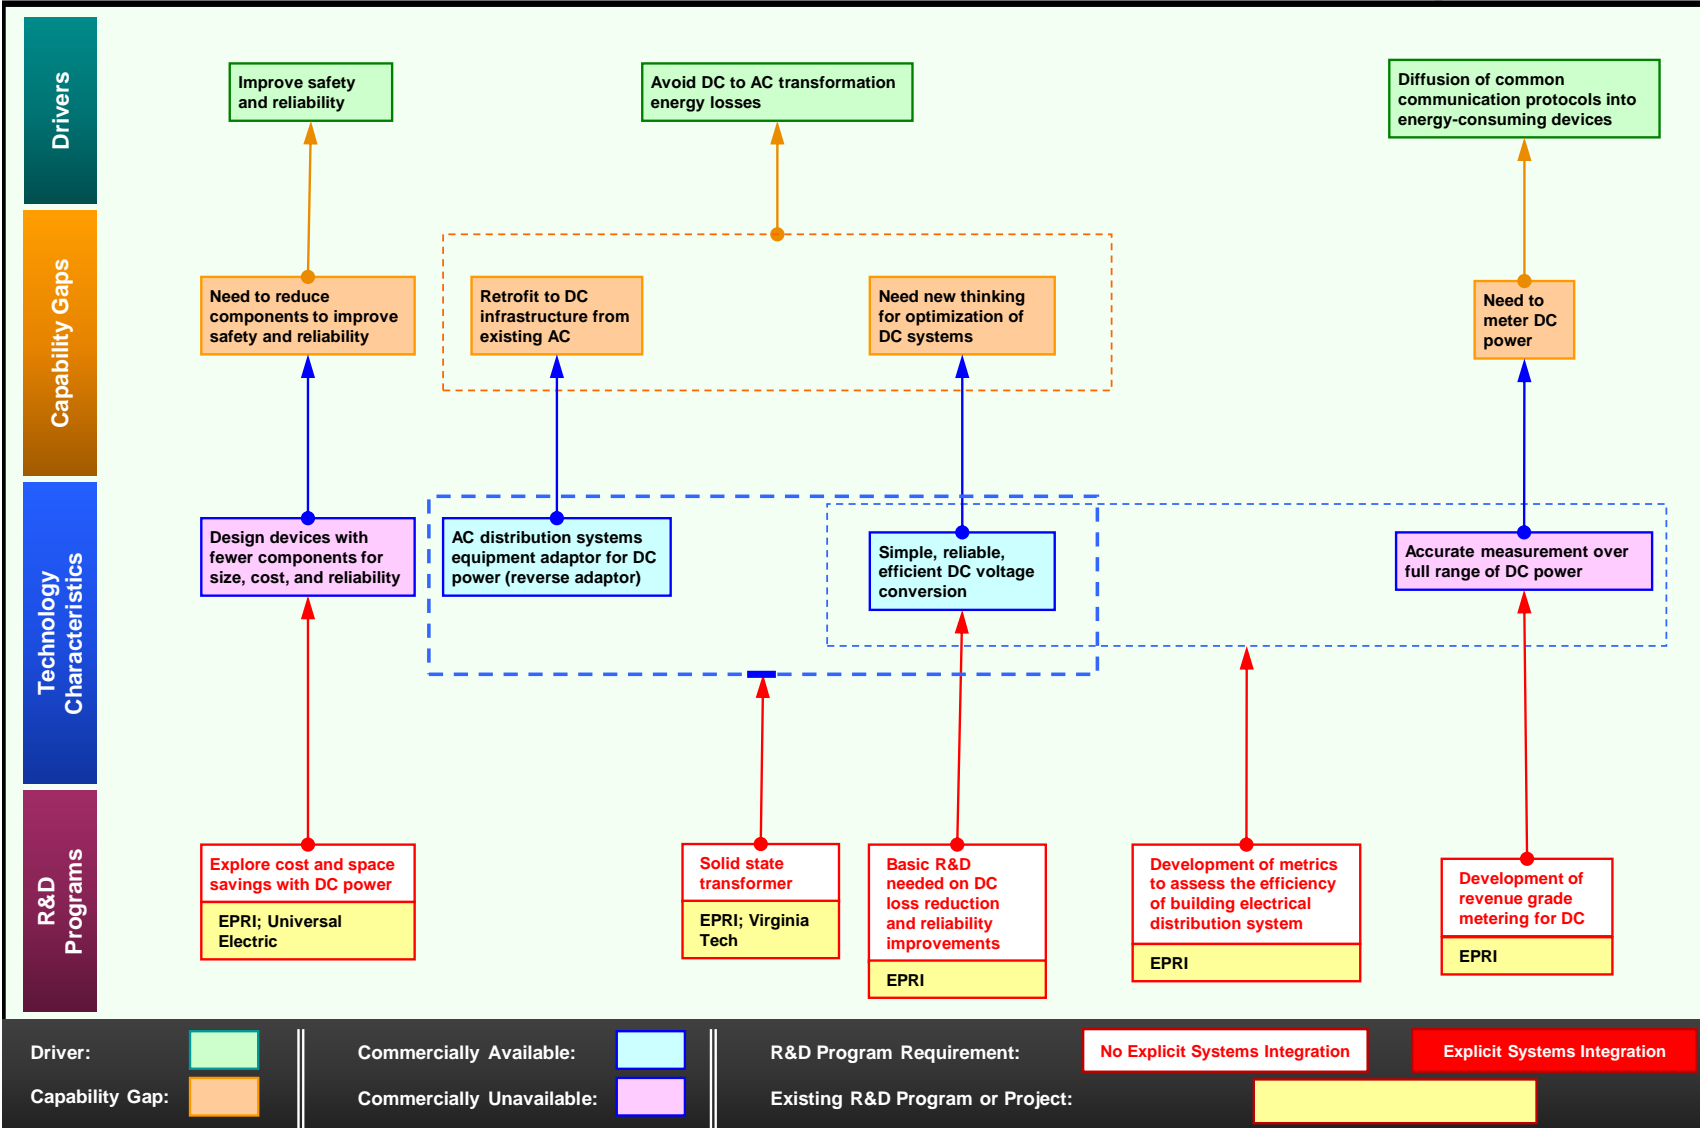 Drivers
Improve safety
and reliability
Avoid DC to AC transformation
energy losses
Diffusion of common
communication protocols into
energy-consuming devices
Capability Gaps
Need to reduce
components to improve
safety and reliability
Retrofit to DC
infrastructure from
existing AC
Need new thinking
for optimization of
DC systems
Need to
meter DC
power
Technology
Characteristics
Design devices with
fewer components for
size, cost, and reliability
AC distribution systems
equipment adaptor for DC
power (reverse adaptor)
Simple, reliable,
efficient DC voltage
conversion
Accurate measurement over
full range of DC power
R&D
Programs
Explore cost and space
savings with DC power
EPRI; Universal
Electric
Solid state
transformer
EPRI; Virginia
Tech
Basic R&D
needed on DC
loss reduction
and reliability
improvements
EPRI
Development of metrics
to assess the efficiency
of building electrical
distribution system
EPRI
Development of
revenue grade
metering for DC
EPRI
Driver:
Capability Gap:
Commercially Available:
Commercially Unavailable:
R&D Program Requirement:
No Explicit Systems Integration
Explicit Systems Integration
Existing R&D Program or Project: